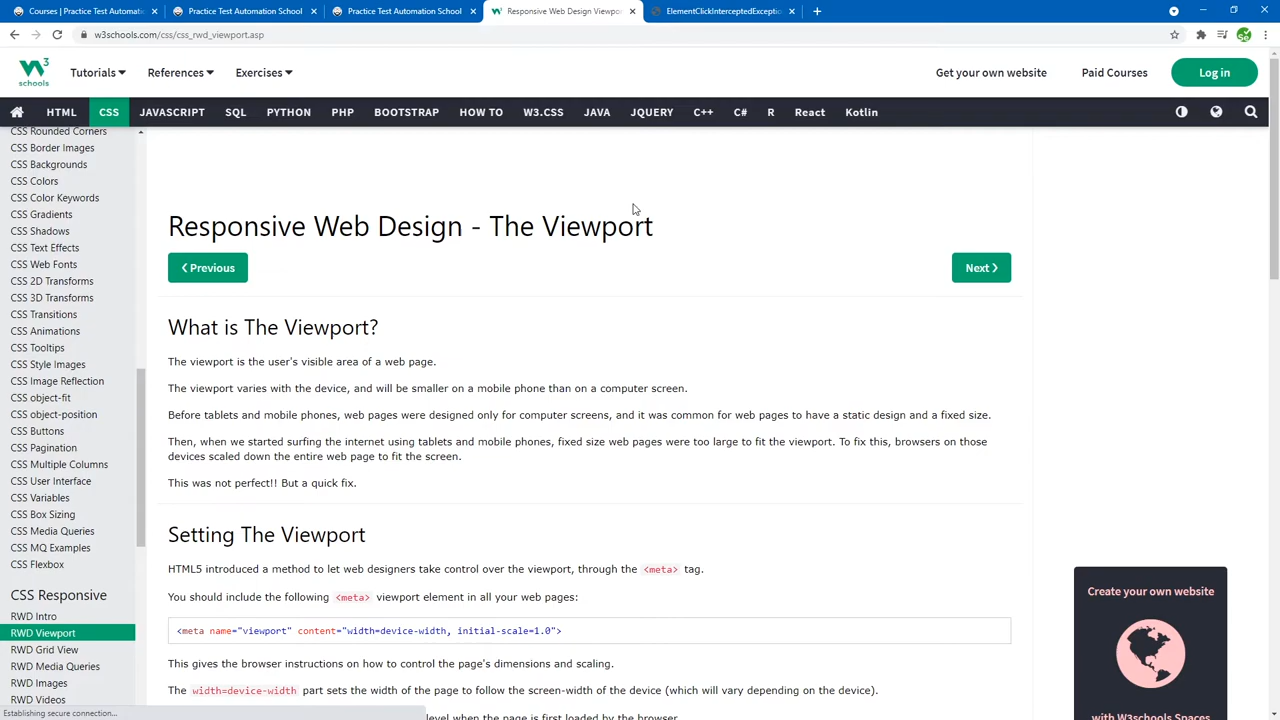 Courses | Practice Test Automatic
Practice Test Automation School
Practice Test Automation School
Responsive Web Design Viewpor
ElementClickInterceptedExceptio
w3schools.com/css/css_rwd_viewport.asp
w3 schools
Tutorials
References
Exercises
Get your own website
Paid Courses
Log in
HTML
CSS
JAVASCRIPT
SQL
PYTHON
PHP
BOOTSTRAP
HOW TO
W3.CSS
JAVA
JQUERY
C++
C#
R
React
Kotlin
CSS Rounded Corners
CSS Border Images
CSS Backgrounds
CSS Colors
CSS Color Keywords
CSS Gradients
CSS Shadows
CSS Text Effects
CSS Web Fonts
CSS 2D Transforms
CSS 3D Transforms
CSS Transitions
CSS Animations
CSS Tooltips
CSS Style Images
CSS Image Reflection
CSS object-fit
CSS object-position
CSS Buttons
CSS Pagination
CSS Multiple Columns
CSS User Interface
CSS Variables
CSS Box Sizing
CSS Media Queries
CSS MQ Examples
CSS Flexbox
CSS Responsive
RWD Intro
RWD Viewport
RWD Grid View
RWD Media Queries
RWD Images
RWD Videos
Establishing secure connection...
Responsive Web Design - The Viewport
❮ Previous
Next ❯
What is The Viewport?
The viewport is the user's visible area of a web page.
The viewport varies with the device, and will be smaller on a mobile phone than on a computer screen.
Before tablets and mobile phones, web pages were designed only for computer screens, and it was common for web pages to have a static design and a fixed size.
Then, when we started surfing the internet using tablets and mobile phones, fixed size web pages were too large to fit the viewport. To fix this, browsers on those
devices scaled down the entire web page to fit the screen.
This was not perfect!! But a quick fix.
Setting The Viewport
HTML5 introduced a method to let web designers take control over the viewport, through the <meta> tag.
You should include the following <meta> viewport element in all your web pages:
<meta name="viewport" content="width=device-width, initial-scale=1.0">
This gives the browser instructions on how to control the page's dimensions and scaling.
The width=device-width part sets the width of the page to follow the screen-width of the device (which will vary depending on the device).
level when the page is first loaded by the browser.
Create your own website
with W3schools Spaces